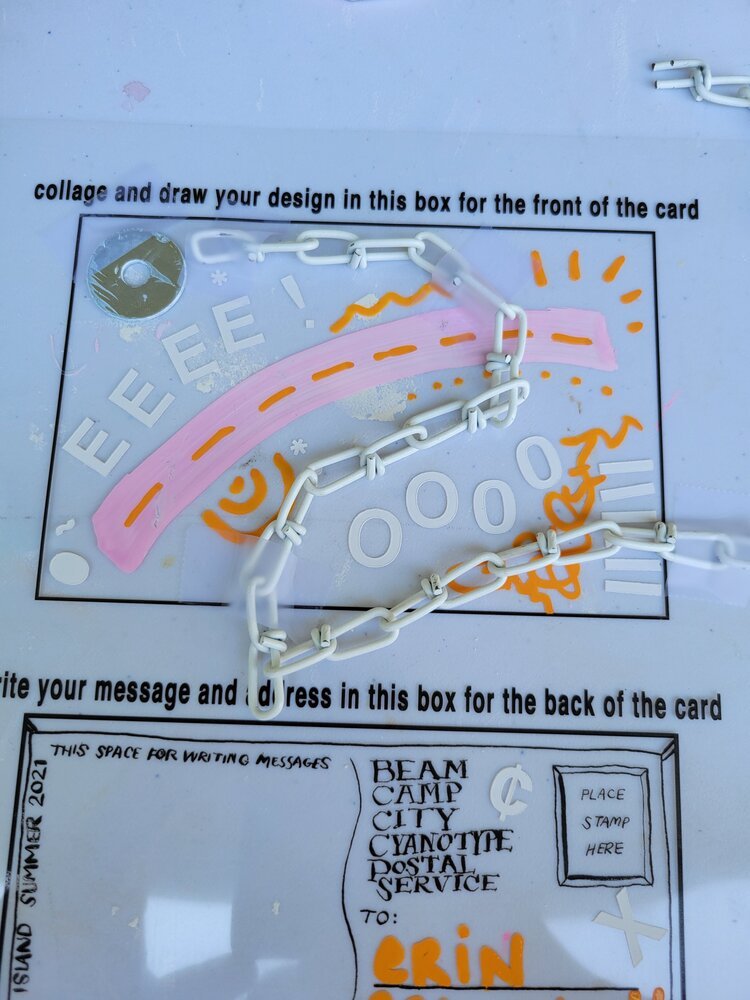 collage and draw your design in this box for the front of the card
EEEE!
OOOO
rite your message and address in this box for the back of the card
THIS SPACE FOR WRITING MESSAGES
ISLAND SUMMER 2021
BEAM
CAMP
CITY
CYANOTYPE
POSTAL
SERVICE
¢
PLACE
STAMP
HERE
X
TO:
ERIN